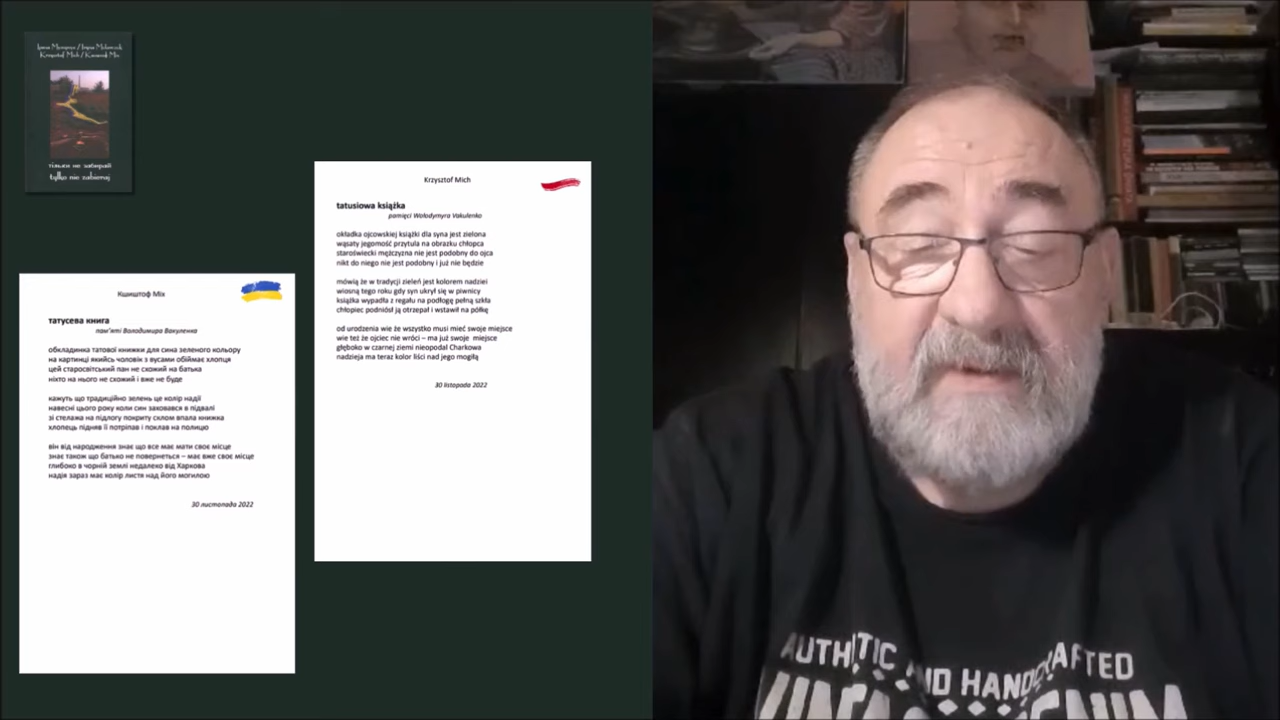 Ірина Мельничук / Iryna Melnyczuk
Krzysztof Mich / Кшиштоф Міх
тільки не забирай
tylko nie zabieraj
Кшиштоф Міх
татусева книга
пам'яті Володимира Вакуленка
обкладинка татової книжки для сина зеленого кольору
на картинці якийсь чоловік з вусами обіймає хлопця
цей старосвітський пан не схожий на батька
ніхто на нього не схожий і вже не буде
кажуть що традиційно зелень це колір надії
навесні цього року коли син заховався в підвалі
зі стелажа на підлогу покриту склом впала книжка
хлопець підняв її потріпав і поклав на полицю
він від народження знає що все має мати своє місце
знає також що батько не повернеться – має вже своє місце
глибоко в чорній землі недалеко від Харкова
надія зараз має колір листя над його могилою
30 листопада 2022
Krzysztof Mich
tatusiowa książka
pamięci Wołodymyra Vakulenko
okładka ojcowskiej książki dla syna jest zielona
wąsaty jegomość przytula na obrazku chłopca
staroświecki mężczyzna nie jest podobny do ojca
nikt do niego nie jest podobny i już nie będzie
mówią że w tradycji zieleń jest kolorem nadziei
wiosną tego roku gdy syn ukrył się w piwnicy
książka wypadła z regału na podłogę pełną szkła
chłopiec podniósł ją otrzepał i wstawił na półkę
od urodzenia wie że wszystko musi mieć swoje miejsce
wie też że ojciec nie wróci – ma już swoje miejsce
głęboko w czarnej ziemi nieopodal Charkowa
nadzieja ma teraz kolor liści nad jego mogiłą
30 listopada 2022
AUTHENTIC AND HANDCRAFTED